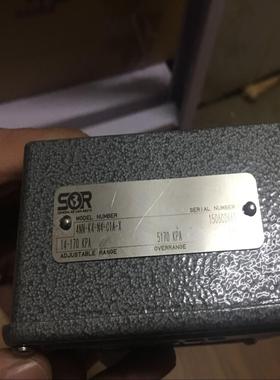 SOR
MODEL NUMBER
SERIAL NUMBER
4NN-K4-N4-C1A-X
14-170 KPA
5170 KPA
ADJUSTABLE RANGE
OVERRANGE